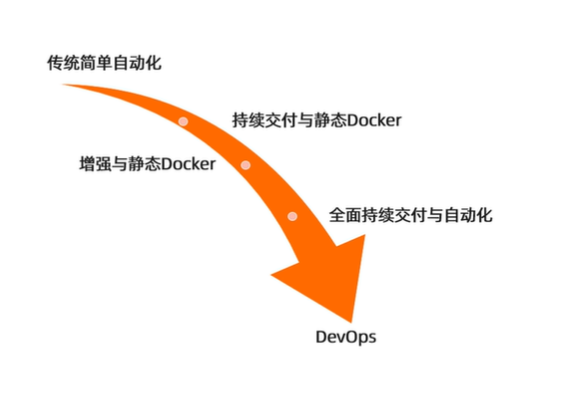 传统简单自动化
持续交付与静态Docker
增强与静态Docker
全面持续交付与自动化
DevOps